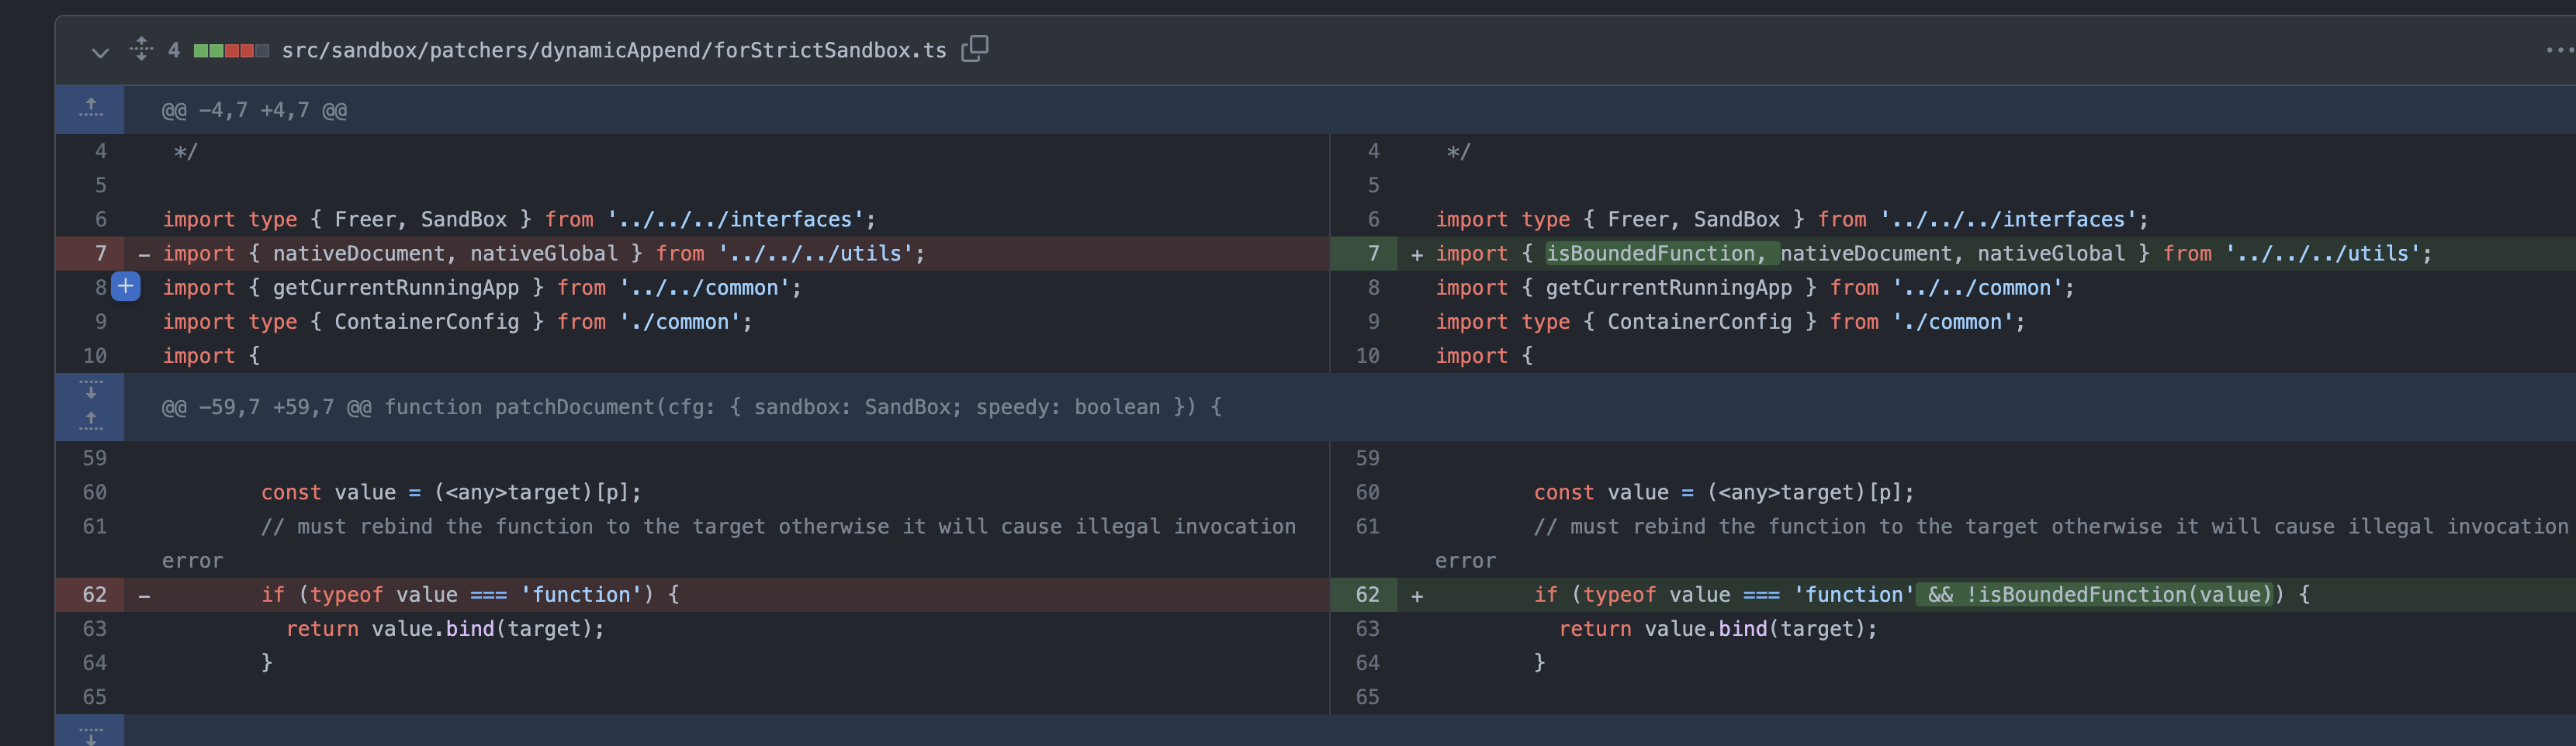 4 src/sandbox/patchers/dynamicAppend/forStrictSandbox.ts
@@ -4,7 +4,7 @@
4 */
5
6 import type { Freer, SandBox } from '../../../interfaces';
7 - import { nativeDocument, nativeGlobal } from '../../../utils';
8 + import { getCurrentRunningApp } from '../../common';
9 import type { ContainerConfig } from './common';
10 import {
4 */
5
6 import type { Freer, SandBox } from '../../../interfaces';
7 + import { isBoundedFunction, nativeDocument, nativeGlobal } from '../../../utils';
8 import { getCurrentRunningApp } from '../../common';
9 import type { ContainerConfig } from './common';
10 import {
@@ -59,7 +59,7 @@ function patchDocument(cfg: { sandbox: SandBox; speedy: boolean }) {
59
60 const value = (<any>target)[p];
61 // must rebind the function to the target otherwise it will cause illegal invocation
error
62 - if (typeof value === 'function') {
63 return value.bind(target);
64 }
65
59
60 const value = (<any>target)[p];
61 // must rebind the function to the target otherwise it will cause illegal invocation
error
62 + if (typeof value === 'function' && !isBoundedFunction(value)) {
63 return value.bind(target);
64 }
65